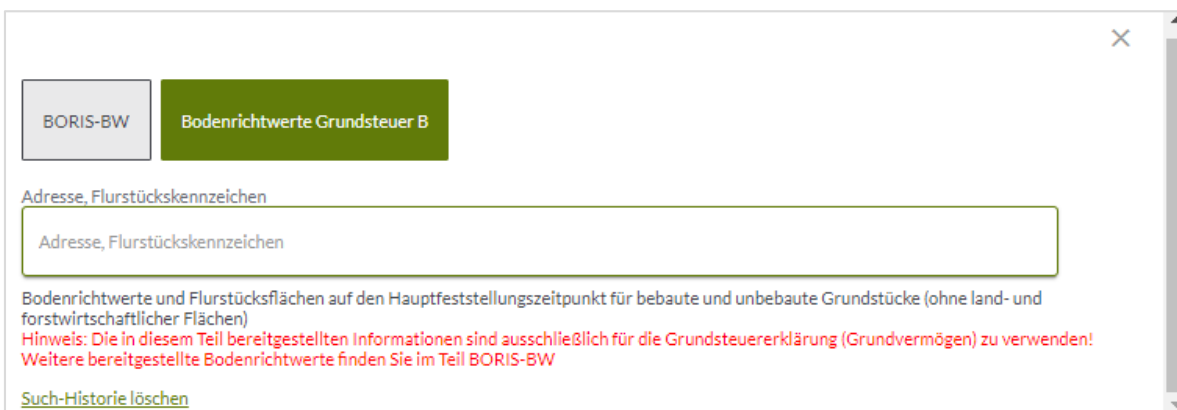 BORIS-BW
Bodenrichtwerte Grundsteuer B
Adresse, Flurstückskennzeichen
Adresse, Flurstückskennzeichen
Bodenrichtwerte und Flurstücksflächen auf den Hauptfeststellungszeitpunkt für bebaute und unbebaute Grundstücke (ohne land- und
forstwirtschaftlicher Flächen)
Hinweis: Die in diesem Teil bereitgestellten Informationen sind ausschließlich für die Grundsteuererklärung (Grundvermögen) zu verwenden!
Weitere bereitgestellte Bodenrichtwerte finden Sie im Teil BORIS-BW
Such-Historie löschen